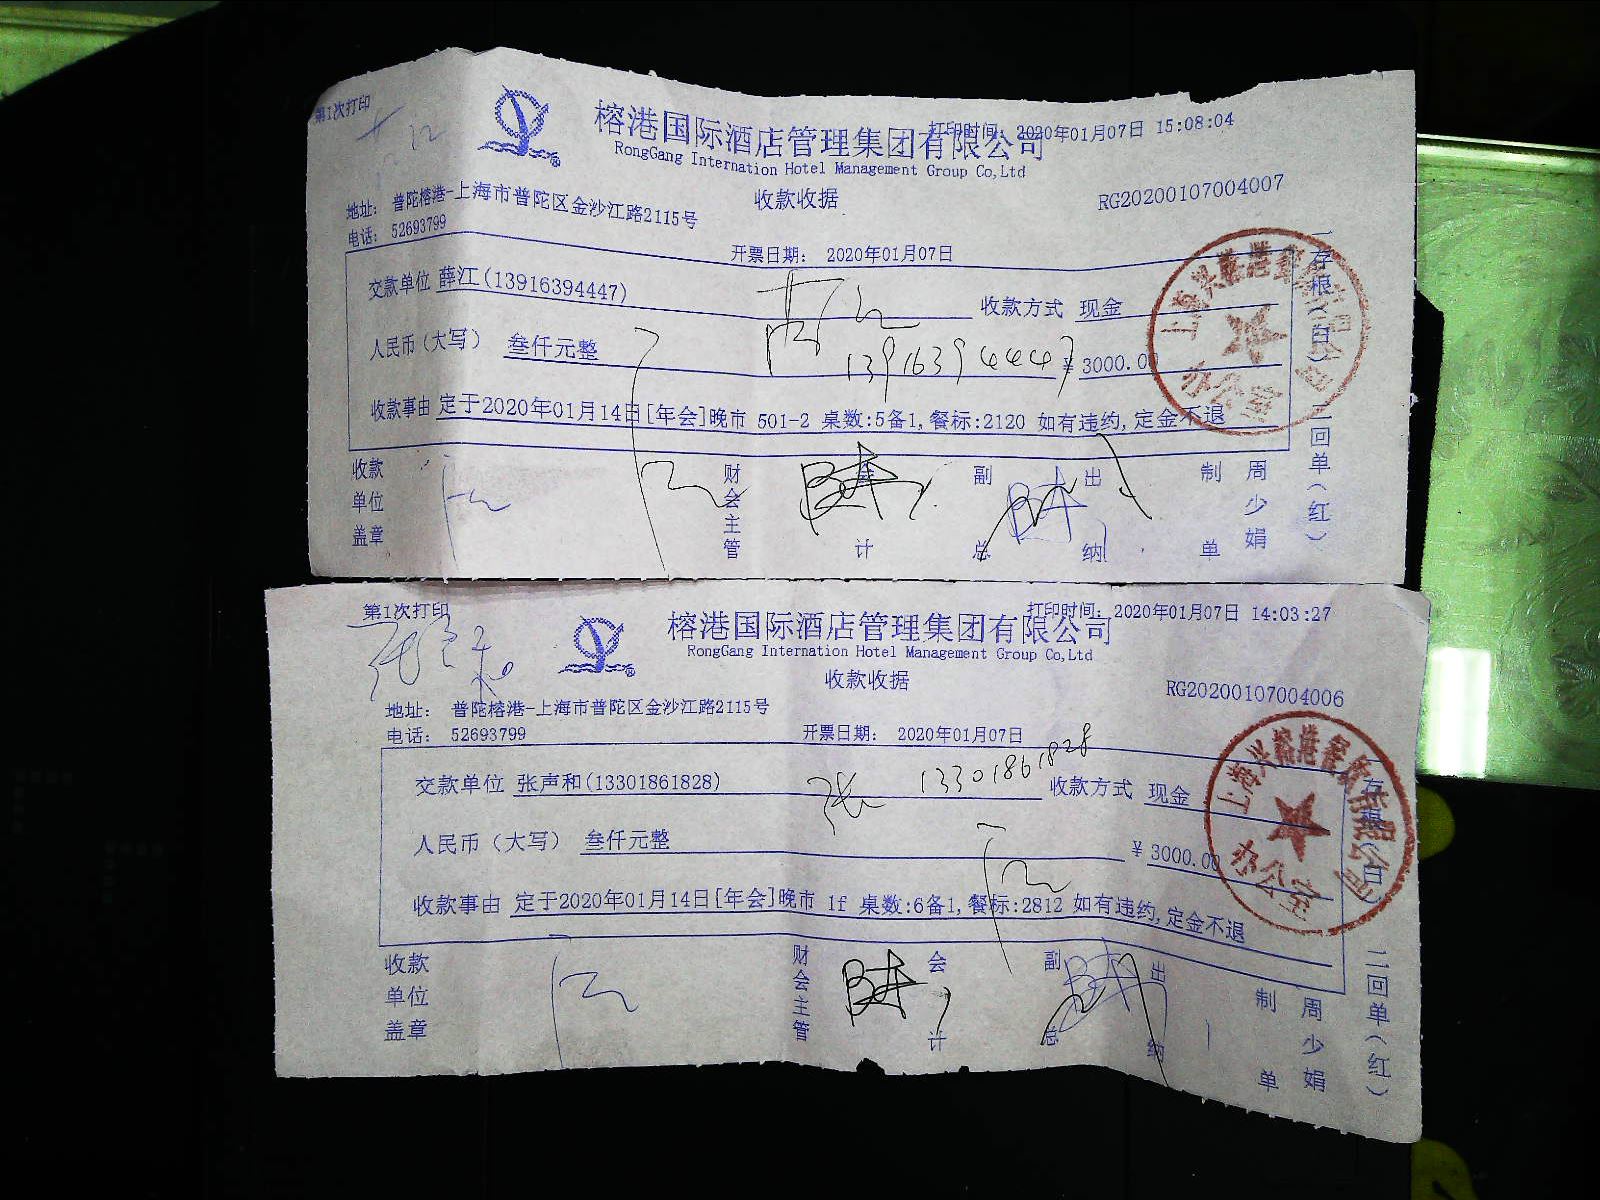 第1次打印
榕港国际酒店管理集团有限公司
打印时间: 2020年01月07日 15:08:04
RongGang Internation Hotel Management Group Co,Ltd
收款收据
RG20200107004007
地址: 普陀榕港-上海市普陀区金沙江路2115号
电话: 52693799
开票日期: 2020年01月07日
交款单位 薛江(13916394447)
收款方式 现金
人民币(大写) 叁仟元整
13916394447
¥ 3000.00
收款事由 定于2020年01月14日[年会]晚市 501-2 桌数:5备1,餐标:2120 如有违约,定金不退
收款单位盖章
财会主管
会计
副总
出纳
制单
周少娟
一存根(白)
二回单(红)
办公室
第1次打印
榕港国际酒店管理集团有限公司
打印时间: 2020年01月07日 14:03:27
RongGang Internation Hotel Management Group Co,Ltd
收款收据
RG20200107004006
地址: 普陀榕港-上海市普陀区金沙江路2115号
电话: 52693799
开票日期: 2020年01月07日
交款单位 张声和(13301861828)
13301861828
收款方式 现金
人民币(大写) 叁仟元整
¥ 3000.00
收款事由 定于2020年01月14日[年会]晚市 1f 桌数:6备1,餐标:2812 如有违约,定金不退
收款单位盖章
财会主管
会计
副总
出纳
制单
周少娟
存根(白)
二回单(红)
办公室